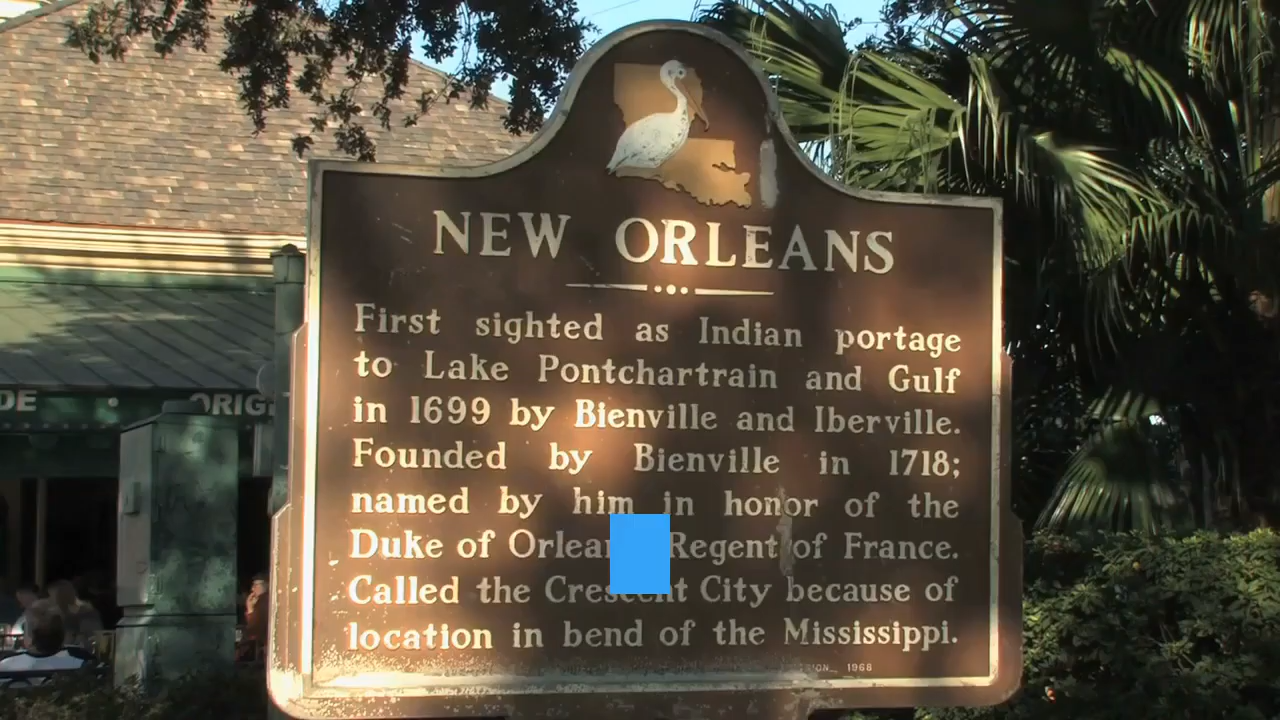 NEW ORLEANS
First sighted as Indian portage
to Lake Pontchartrain and Gulf
in 1699 by Bienville and Iberville.
Founded by Bienville in 1718;
named by him in honor of the
Duke of Regent of France.
Called the Crescent City because of
location in bend of the Mississippi.
1968